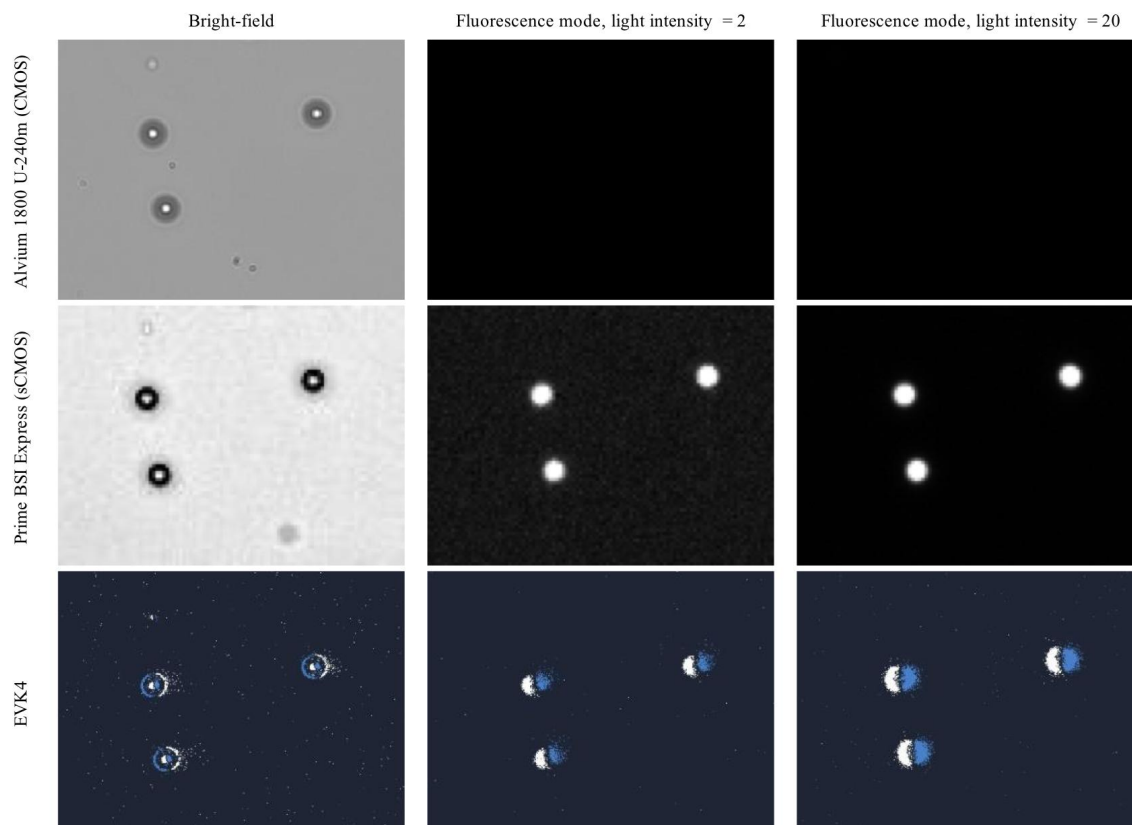 Bright-field
Fluorescence mode, light intensity = 2
Fluorescence mode, light intensity = 20
Alvium 1800 U-240m (CMOS)
Prime BSI Express (sCMOS)
EVK4